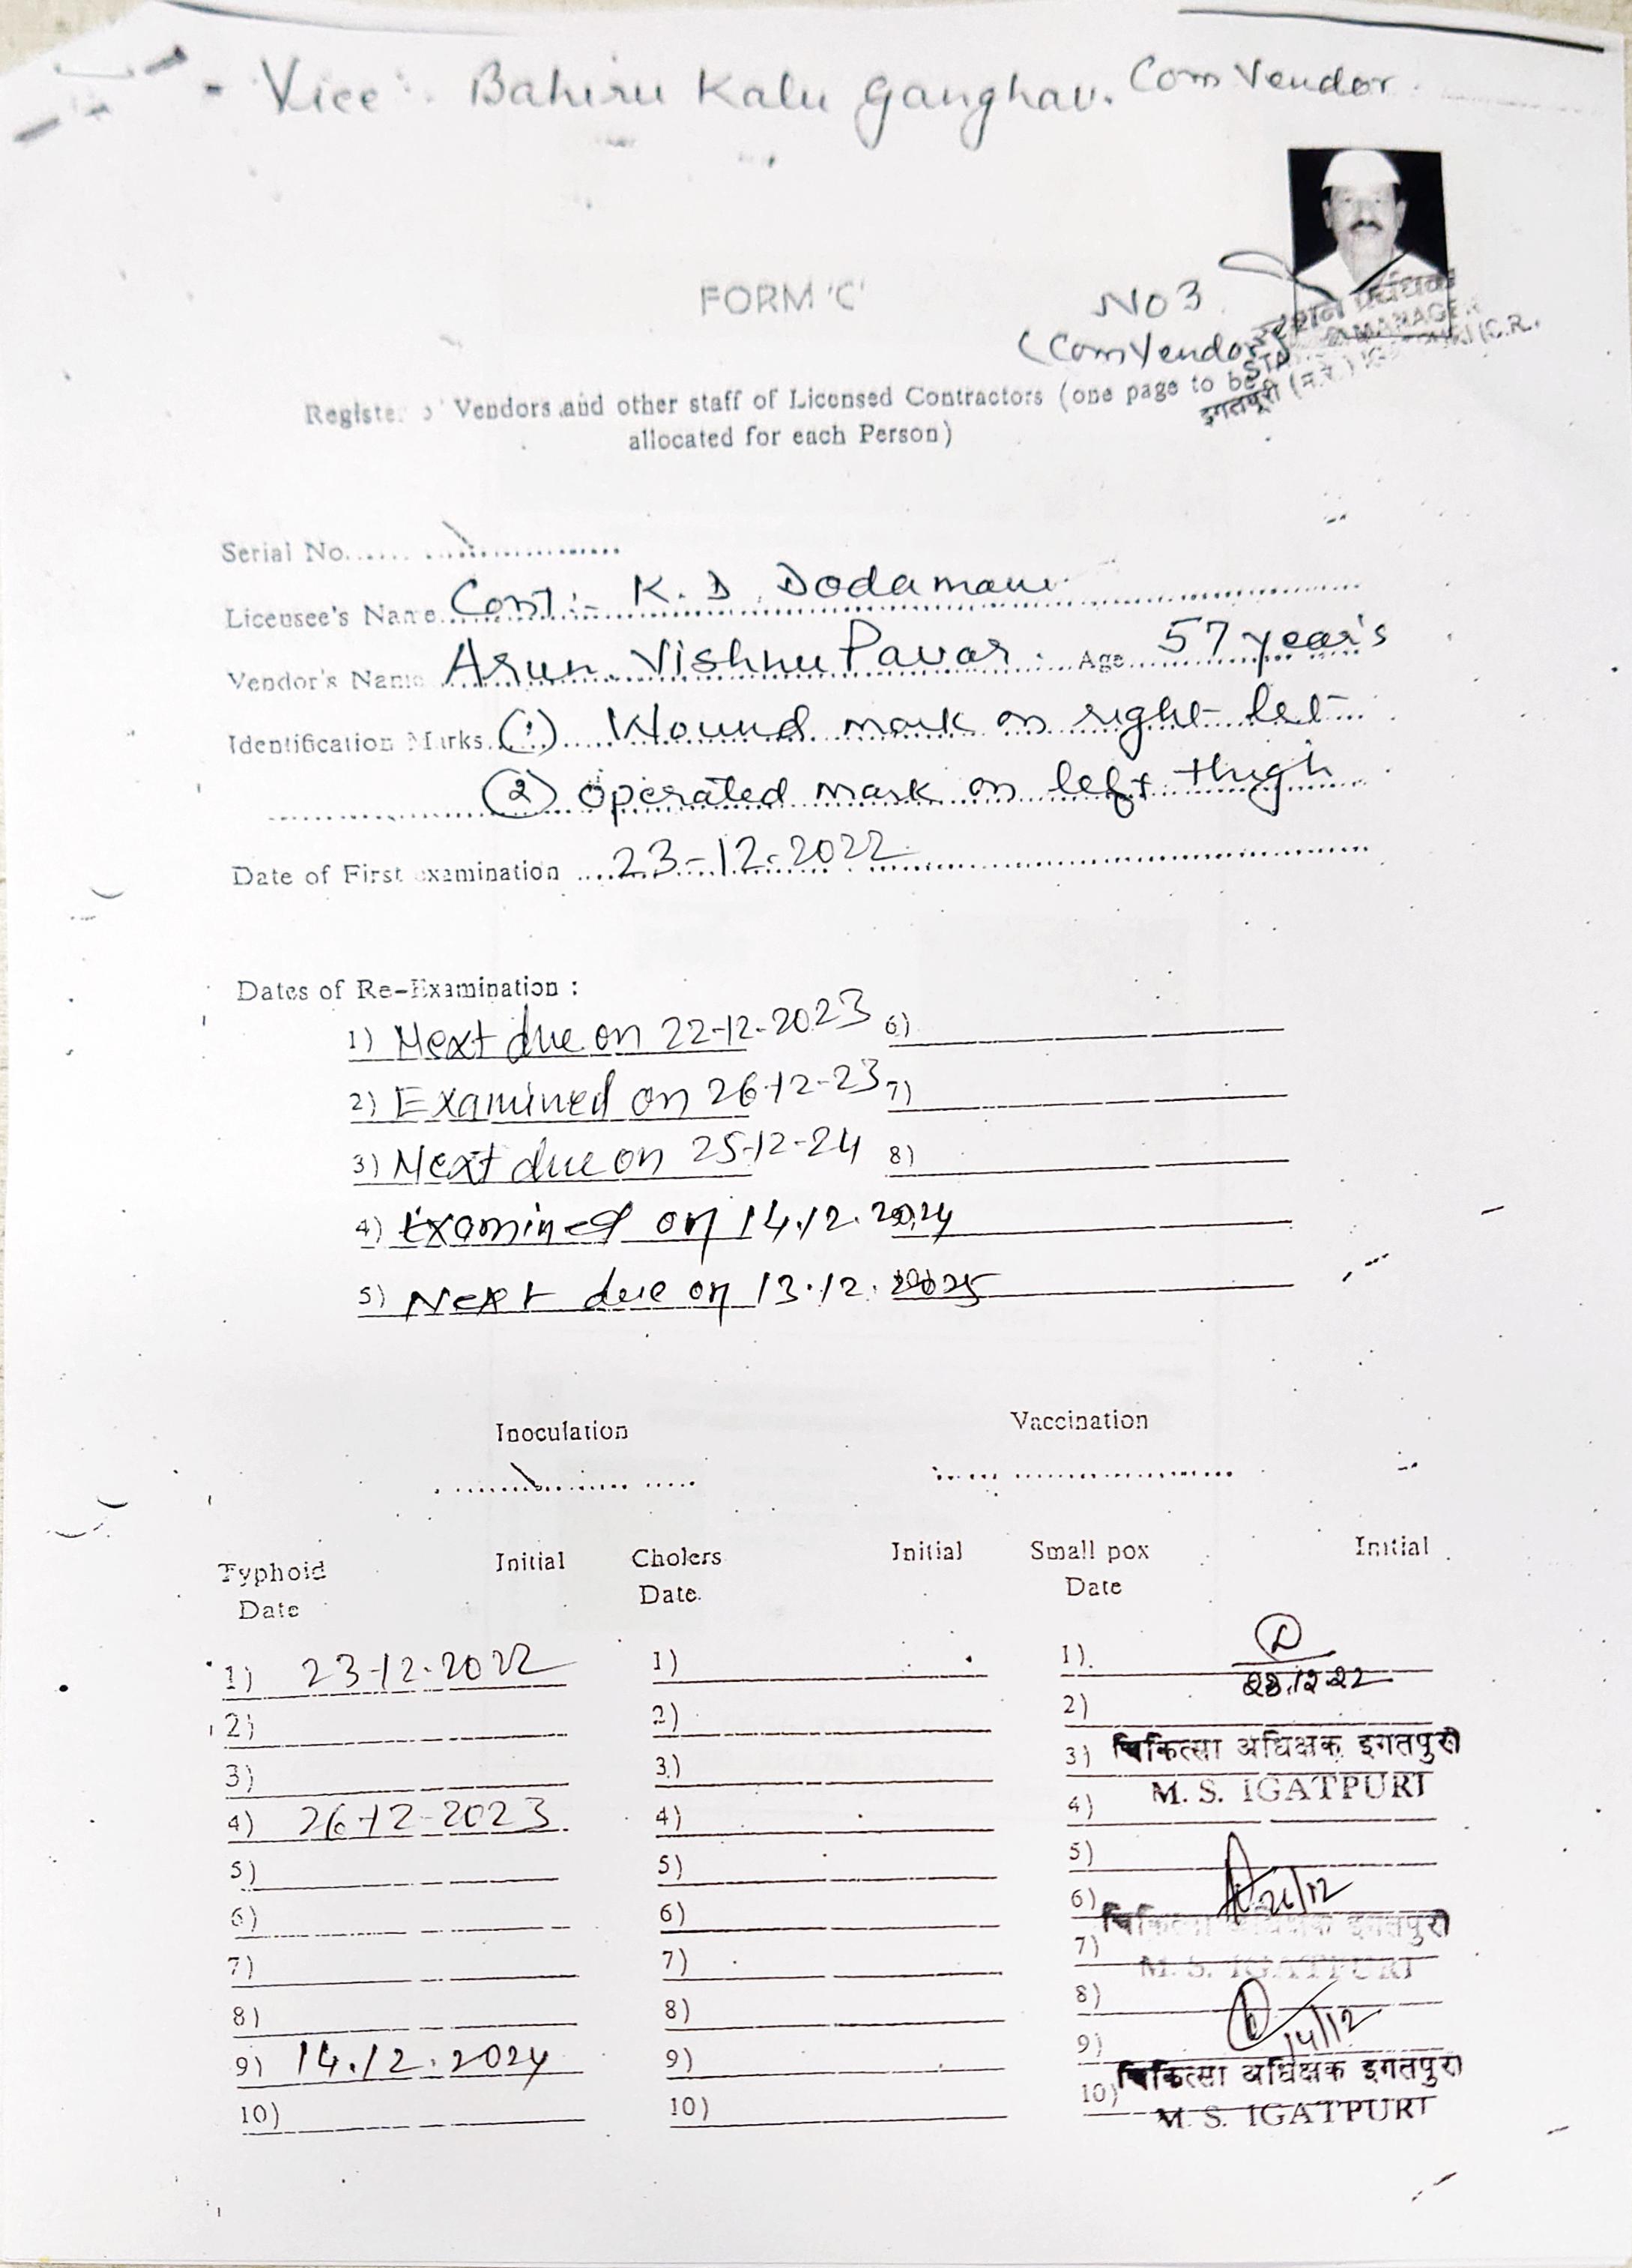 Vice :- Bahiru Kalu Ganghav. Com Vendor
FORM 'C'
No 3
(Com Vendor)
स्टेशन प्रबंधक
STATION MANAGER
इगतपुरी (म.रे.) IGATPURI (C.R.
Register of Vendors and other staff of Licensed Contractors (one page to be
allocated for each Person)
Serial No.
Licensee's Name Cont :- K. D. Dodamani
Vendor's Name Arun Vishnu Pavar. Age 57 year's
Identification Marks (1) Wound mark on right let
(2) operated mark on left thigh
Date of First examination 23-12-2022
Dates of Re-Examination :
1) Next due on 22-12-2023 6)
2) Examined on 26-12-23 7)
3) Next due on 25-12-24 8)
4) Examined on 14.12.2024
5) Next due on 13.12.2025
Inoculation Vaccination
Typhoid Initial Cholers Initial Small pox Initial
Date Date. Date
1) 23-12-2022 1) 1)
23.12.22
2) 2) 2)
3) 3) 3) चिकित्सा अधिक्षक इगतपुरी
M. S. IGATPURI
4) 26-12-2023 4) 4)
5) 5) 5)
6) 6) 6) 26/12
चिकित्सा अधिक्षक इगतपुरी
7) 7) 7)
M. S. IGATPURI
8) 8) 8)
9) 14.12.2024 9) 9) 14/12
10) 10) 10) चिकित्सा अधिक्षक इगतपुरी
M. S. IGATPURI